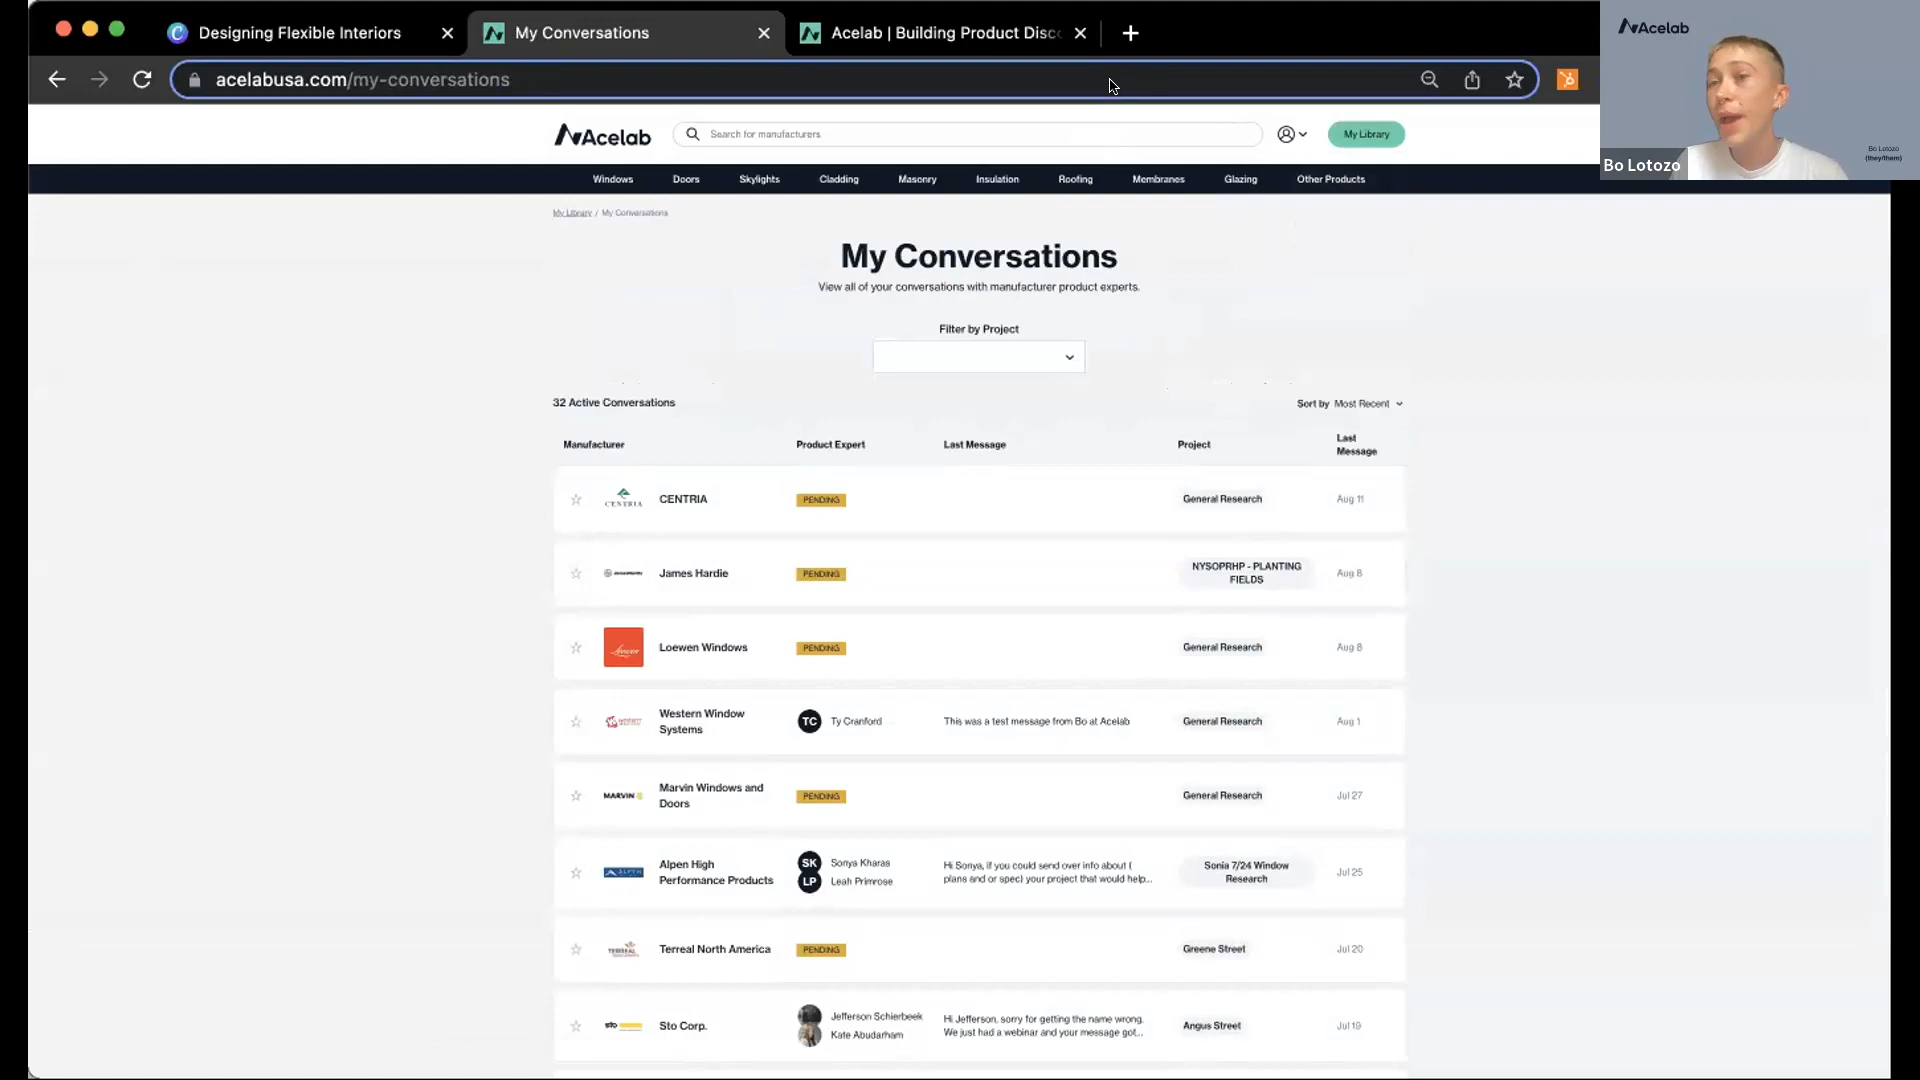 Designing Flexible Interiors
My Conversations
Acelab | Building Product Disc
acelabusa.com/my-conversations
Acelab
Bo Lotozo
(they/them)
Bo Lotozo
Acelab
Search for manufacturers
My Library
Windows
Doors
Skylights
Cladding
Masonry
Insulation
Roofing
Membranes
Glazing
Other Products
My Library / My Conversations
My Conversations
View all of your conversations with manufacturer product experts.
Filter by Project
32 Active Conversations
Sort by Most Recent
Manufacturer
Product Expert
Last Message
Project
Last
Message
CENTRIA
CENTRIA
PENDING
General Research
Aug 11
James Hardie
PENDING
NYSOPRHP - PLANTING
FIELDS
Aug 8
Loewen
Loewen Windows
PENDING
General Research
Aug 8
Western Window
Systems
TC
Ty Cranford
This was a test message from Bo at Acelab
General Research
Aug 1
MARVIN
Marvin Windows and
Doors
PENDING
General Research
Jul 27
ALPEN
Alpen High
Performance Products
SK
Sonya Kharas
LP
Leah Primrose
Hi Sonya, if you could send over info about (
plans and or spec) your project that would help...
Sonia 7/24 Window
Research
Jul 25
TERREAL
Terreal North America
PENDING
Greene Street
Jul 20
sto
Sto Corp.
Jefferson Schierbeek
Kate Abudarham
Hi Jefferson, sorry for getting the name wrong.
We just had a webinar and your message got...
Angus Street
Jul 19